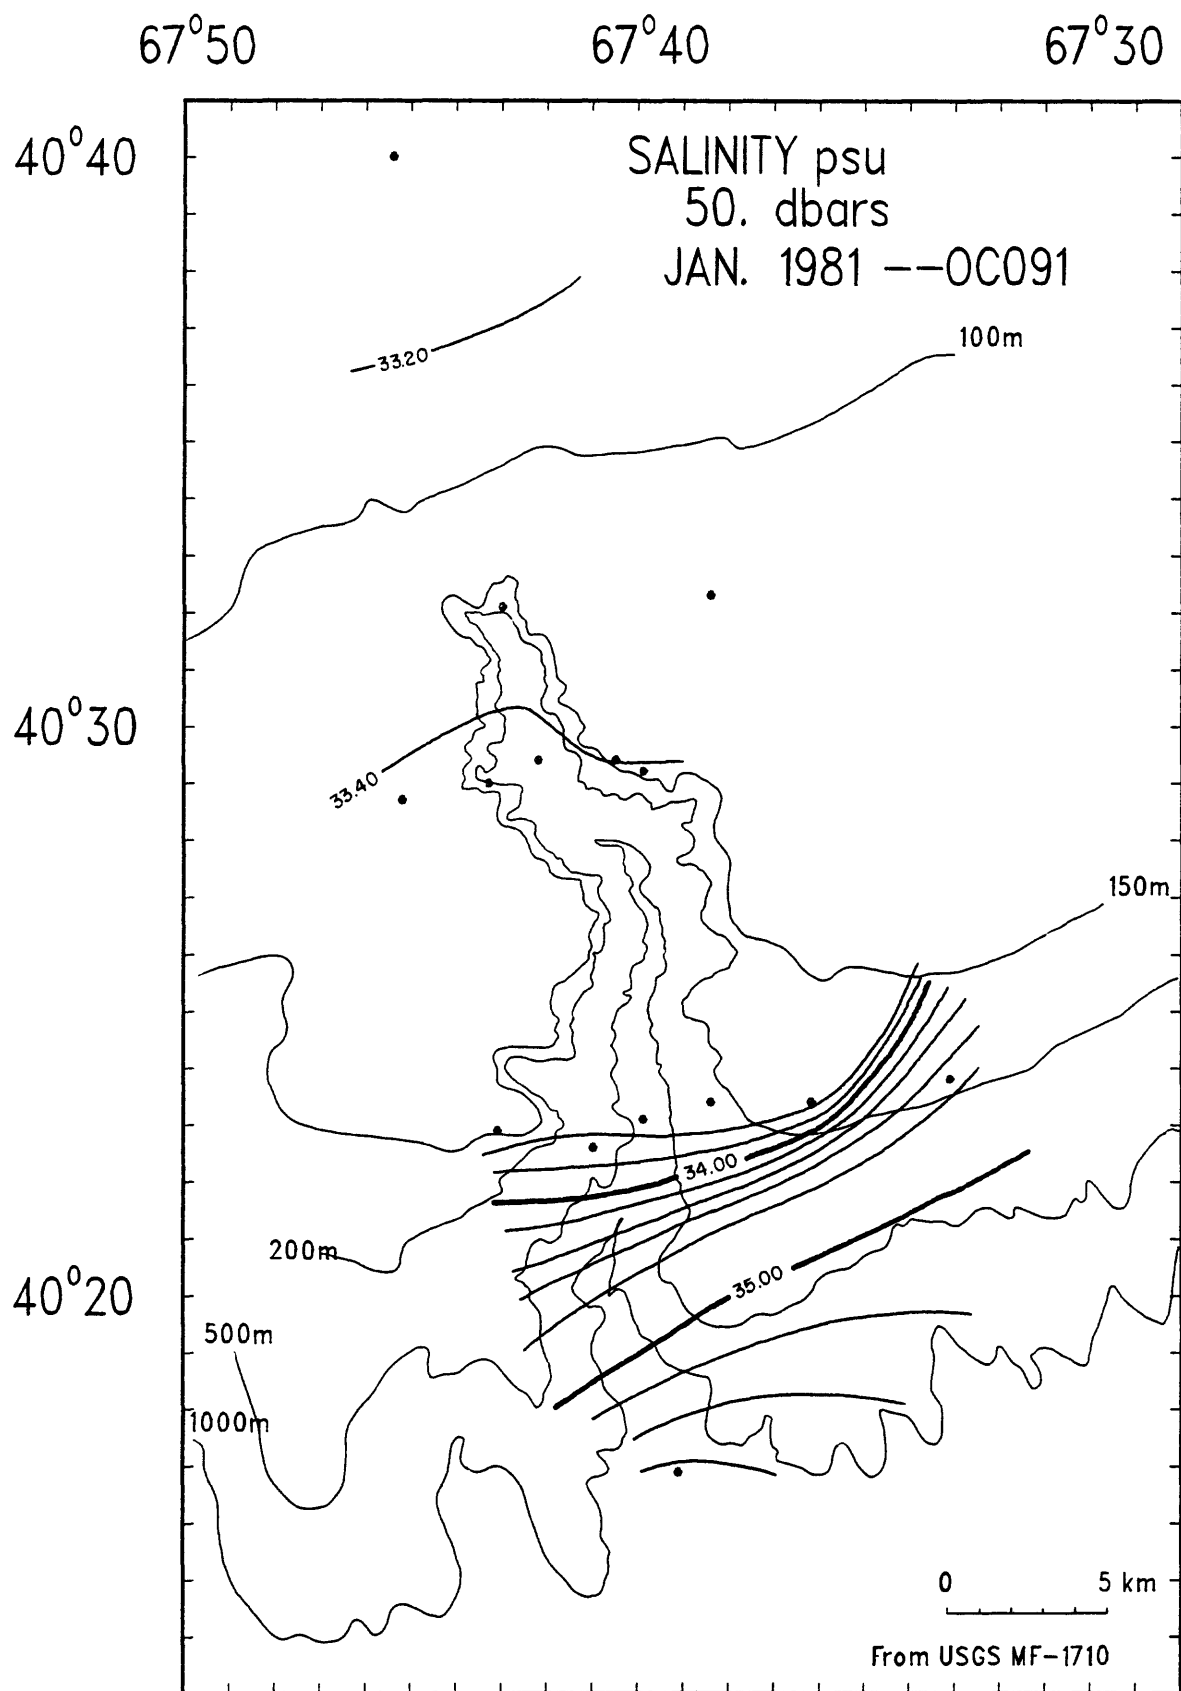 67°50 67°40 67°30
40°40
SALINITY psu
50. dbars
JAN. 1981 --OC091
100m
33.20
40°30
33.40
150m
34.00
200m
35.00
40°20
500m
1000m
0 5 km
From USGS MF-1710